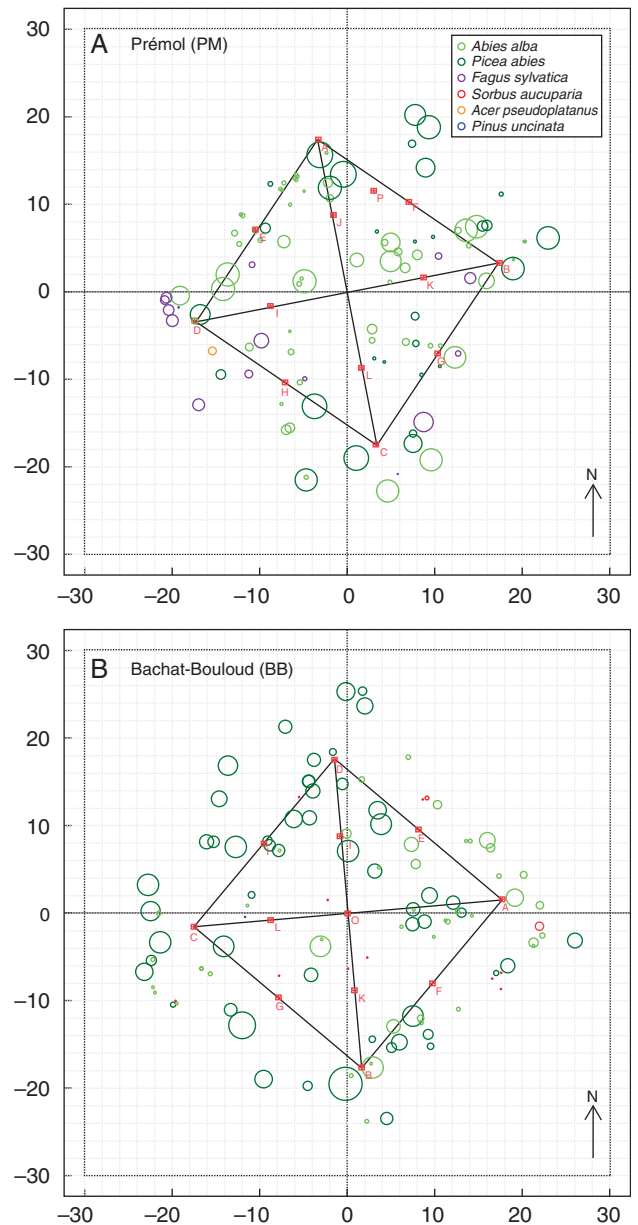 30
A Prémol (PM)
Abies alba
Picea abies
Fagus sylvatica
Sorbus aucuparia
Acer pseudoplatanus
Pinus uncinata
20
A
10
P
J
E
B
K
0
I
D
G
L
−10
H
C
−20
N
−30
−30 −20 −10 0 10 20 30
30
B Bachat-Bouloud (BB)
20
D
10
E
I
A
0
O
L
C
F
K
−10
G
B
−20
N
−30
−30 −20 −10 0 10 20 30